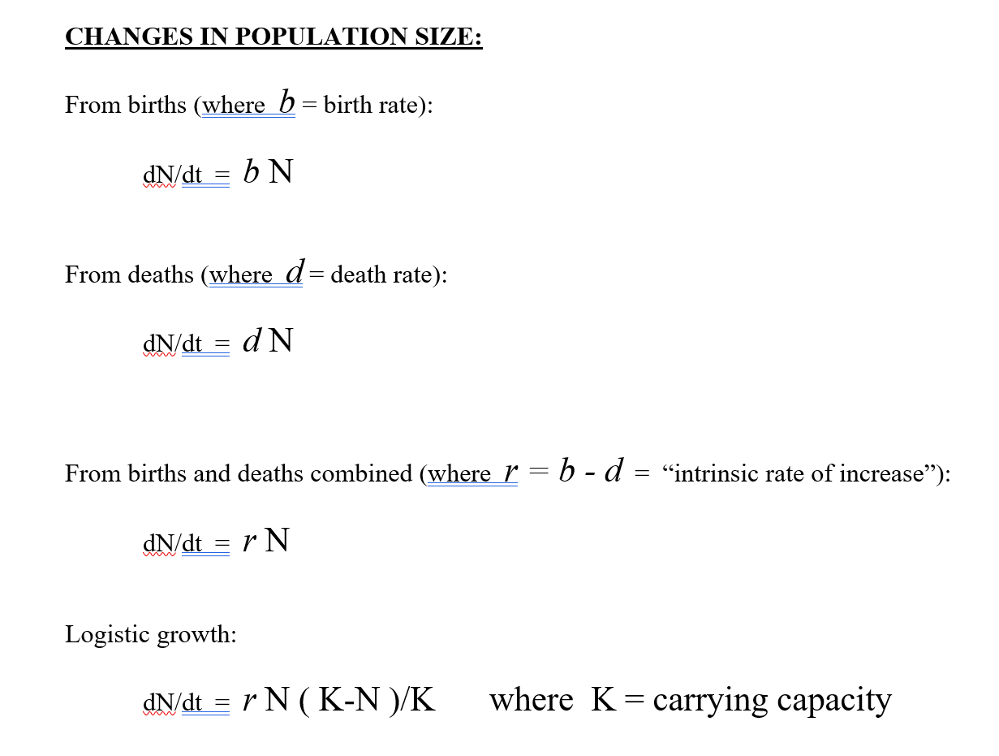 CHANGES IN POPULATION SIZE:
From births (where b = birth rate):
dN/dt = b N
From deaths (where d = death rate):
dN/dt = d N
From births and deaths combined (where r = b - d = “intrinsic rate of increase”):
dN/dt = r N
Logistic growth:
dN/dt = r N ( K-N )/K where K = carrying capacity